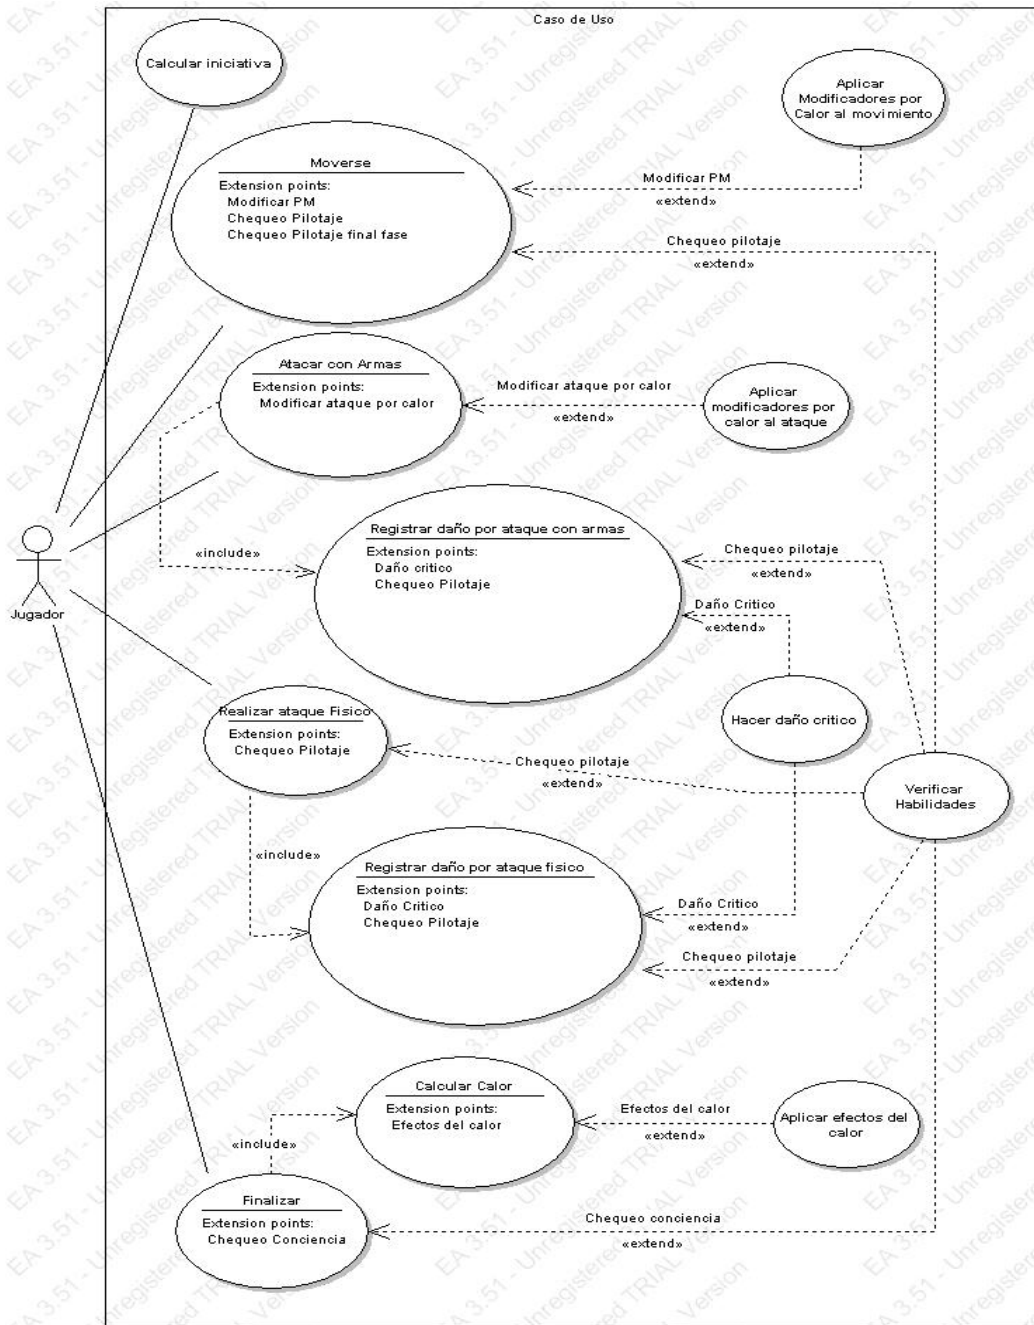 Caso de Uso
Calcular iniciativa
Aplicar
Modificadores por
Calor al movimiento
Moverse
Extension points:
Modificar PM
Chequeo Pilotaje
Chequeo Pilotaje final fase
Modificar PM
«extend»
Chequeo pilotaje
«extend»
Atacar con Armas
Extension points:
Modificar ataque por calor
Modificar ataque por calor
«extend»
Aplicar
modificadores por
calor al ataque
Registrar daño por ataque con armas
Extension points:
Daño critico
Chequeo Pilotaje
«include»
Chequeo pilotaje
«extend»
Daño Critico
«extend»
Jugador
Realizar ataque Fisico
Extension points:
Chequeo Pilotaje
Hacer daño critico
Chequeo pilotaje
«extend»
Verificar
Habilidades
«include»
Registrar daño por ataque fisico
Extension points:
Daño Critico
Chequeo Pilotaje
Daño Critico
«extend»
Chequeo pilotaje
«extend»
Calcular Calor
Extension points:
Efectos del calor
Efectos del calor
«extend»
Aplicar efectos del
calor
«include»
Finalizar
Extension points:
Chequeo Conciencia
Chequeo conciencia
«extend»
EA 3.51 - Unregistered TRIAL Version